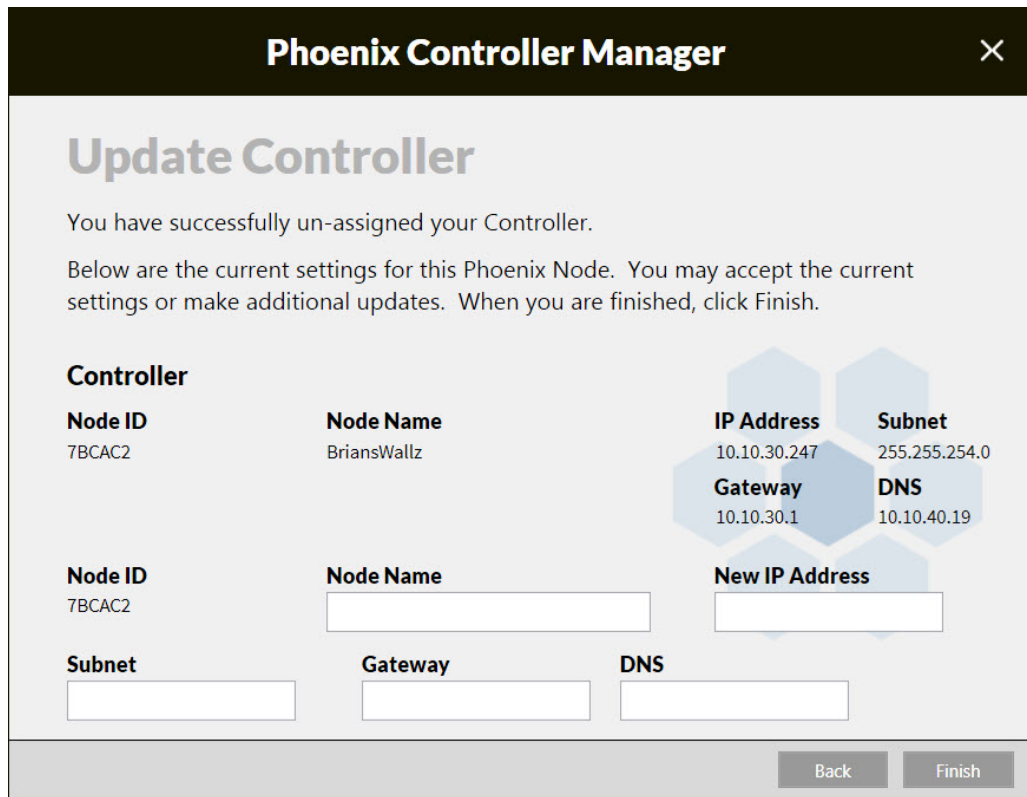 Phoenix Controller Manager
Update Controller
You have successfully un-assigned your Controller.
Below are the current settings for this Phoenix Node. You may accept the current
settings or make additional updates. When you are finished, click Finish.
Controller
Node ID Node Name IP Address Subnet
7BCAC2 BriansWallz 10.10.30.247 255.255.254.0
Gateway DNS
10.10.30.1 10.10.40.19
Node ID Node Name New IP Address
7BCAC2
Subnet Gateway DNS
Back Finish